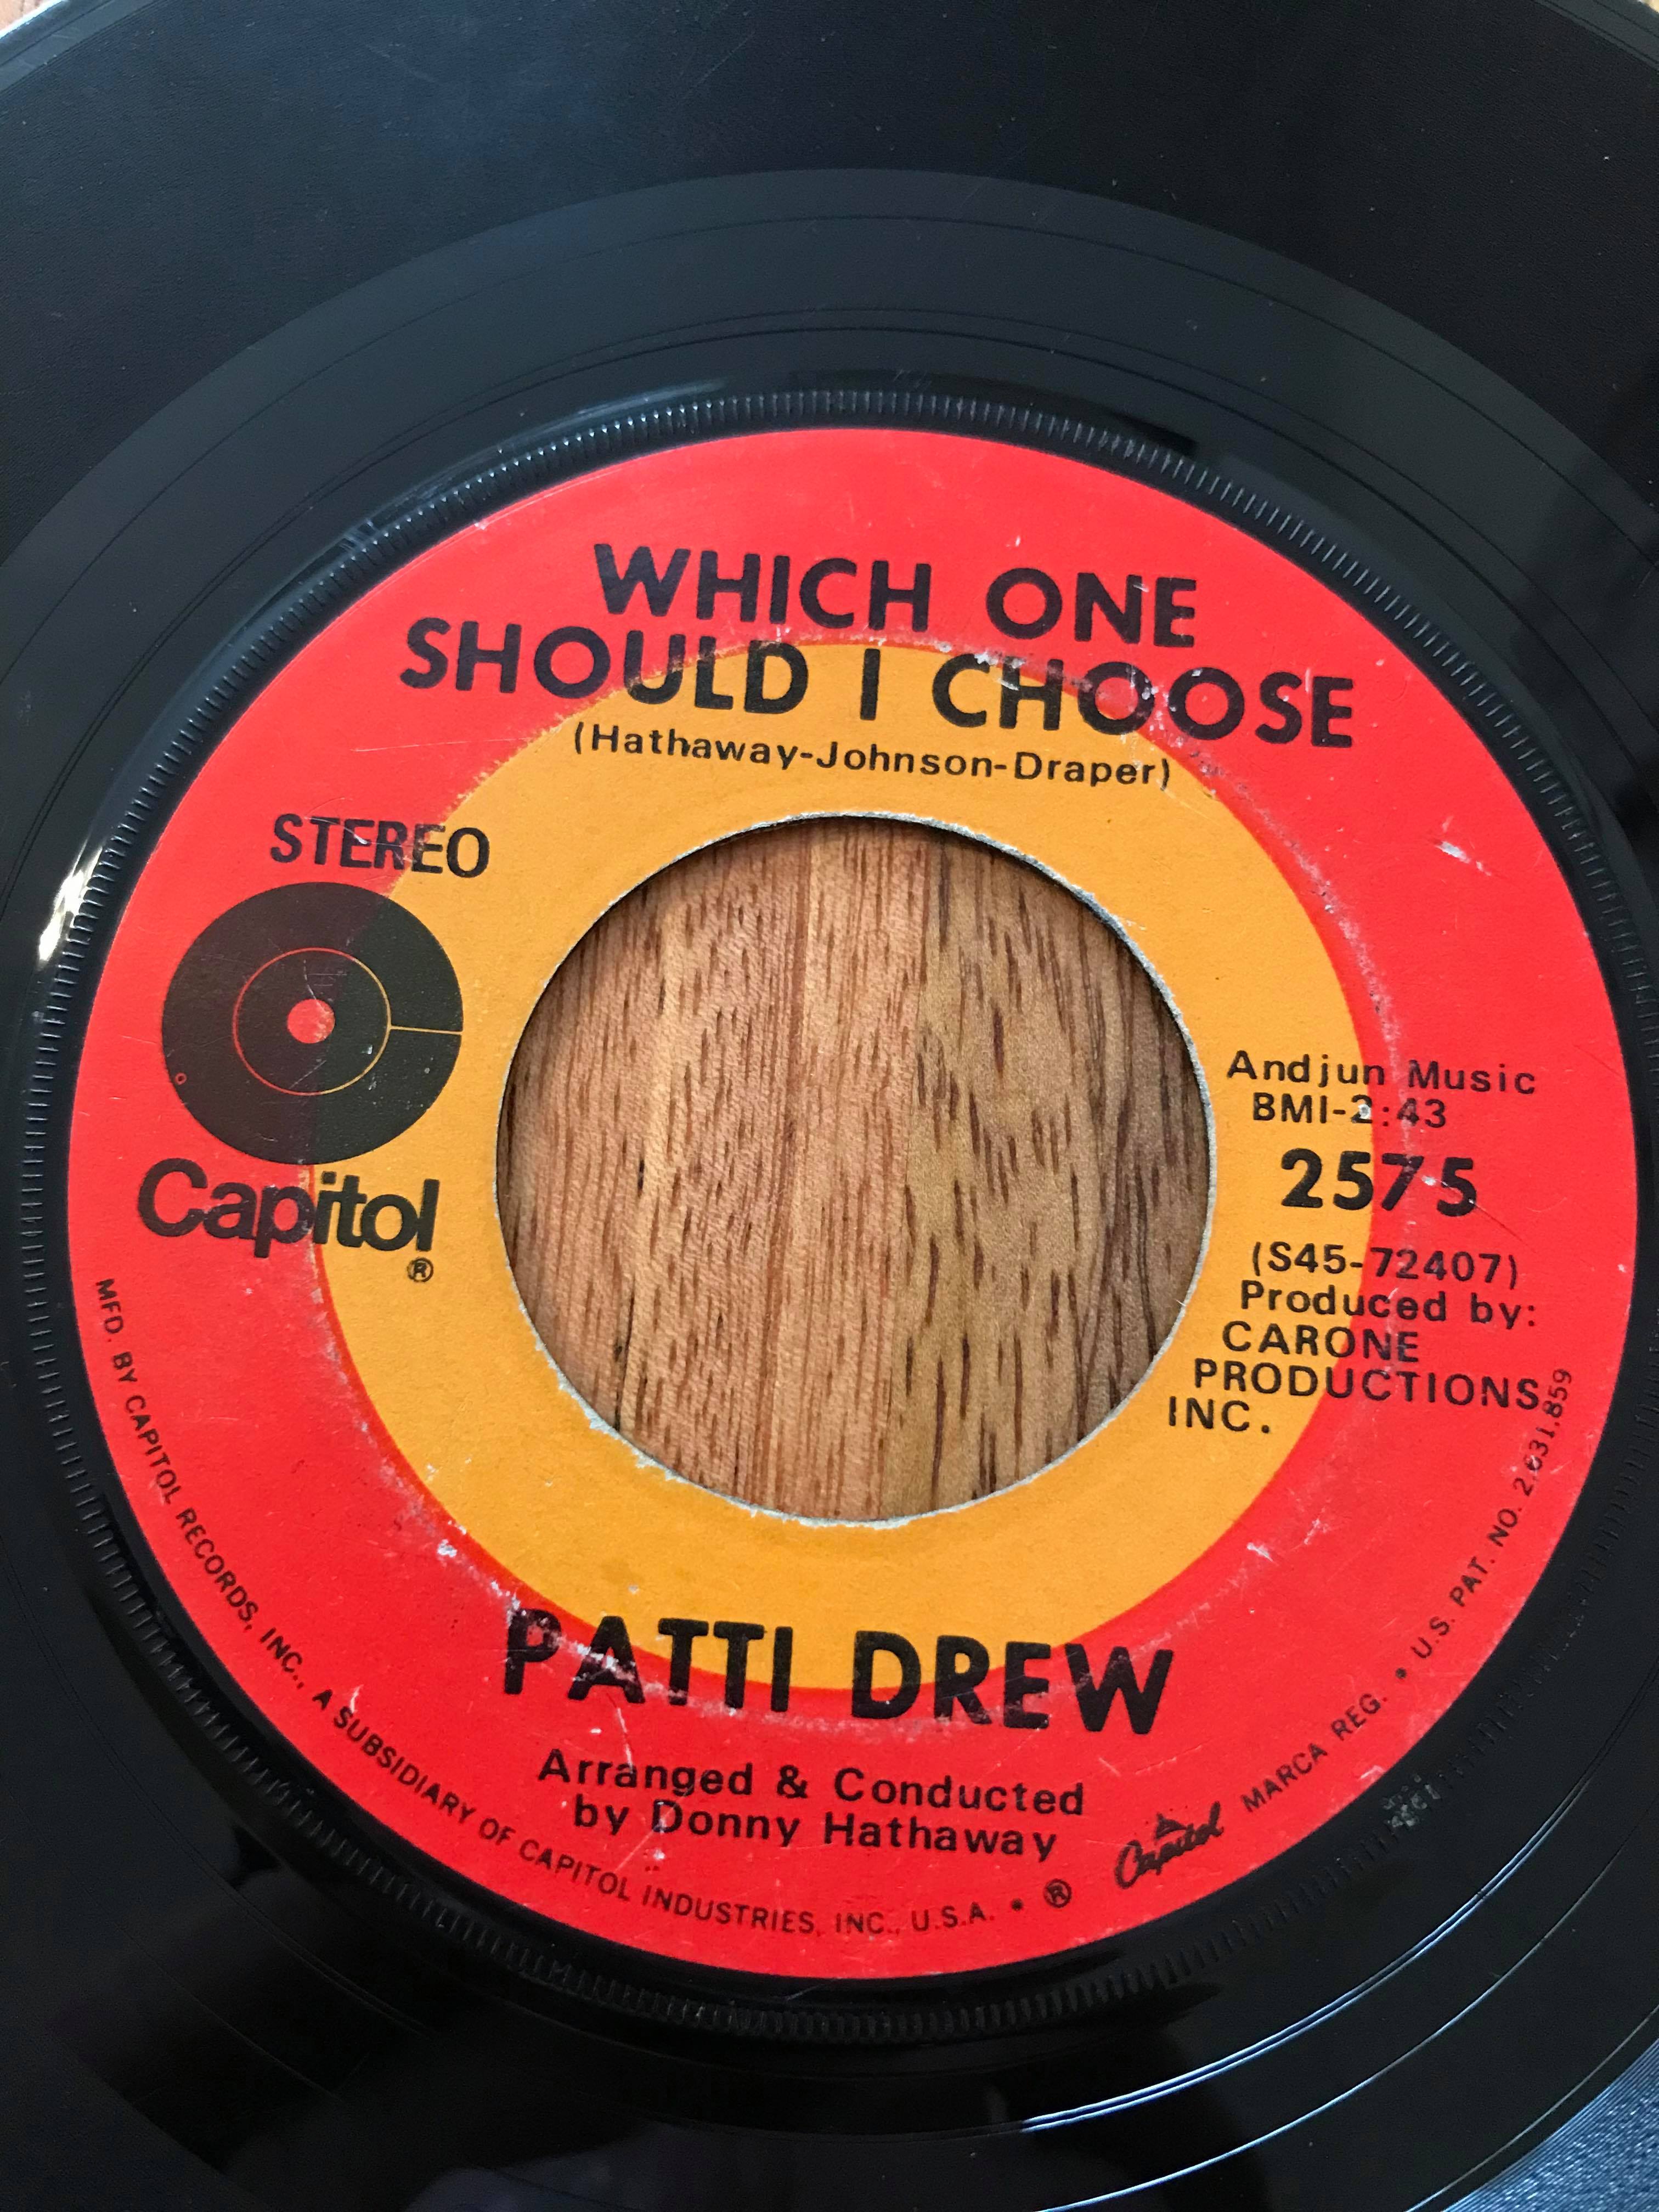 WHICH ONE
SHOULD I CHOOSE
(Hathaway-Johnson-Draper)
STEREO
Capitol
®
Andjun Music
BMI-2:43
2575
(S45-72407)
Produced by:
CARONE
PRODUCTIONS,
INC.
PATTI DREW
Arranged & Conducted
by Donny Hathaway
MFD. BY CAPITOL RECORDS, INC., A SUBSIDIARY OF CAPITOL INDUSTRIES, INC., U.S.A. • ® Capitol MARCA REG. • U.S. PAT. NO. 2,631,859